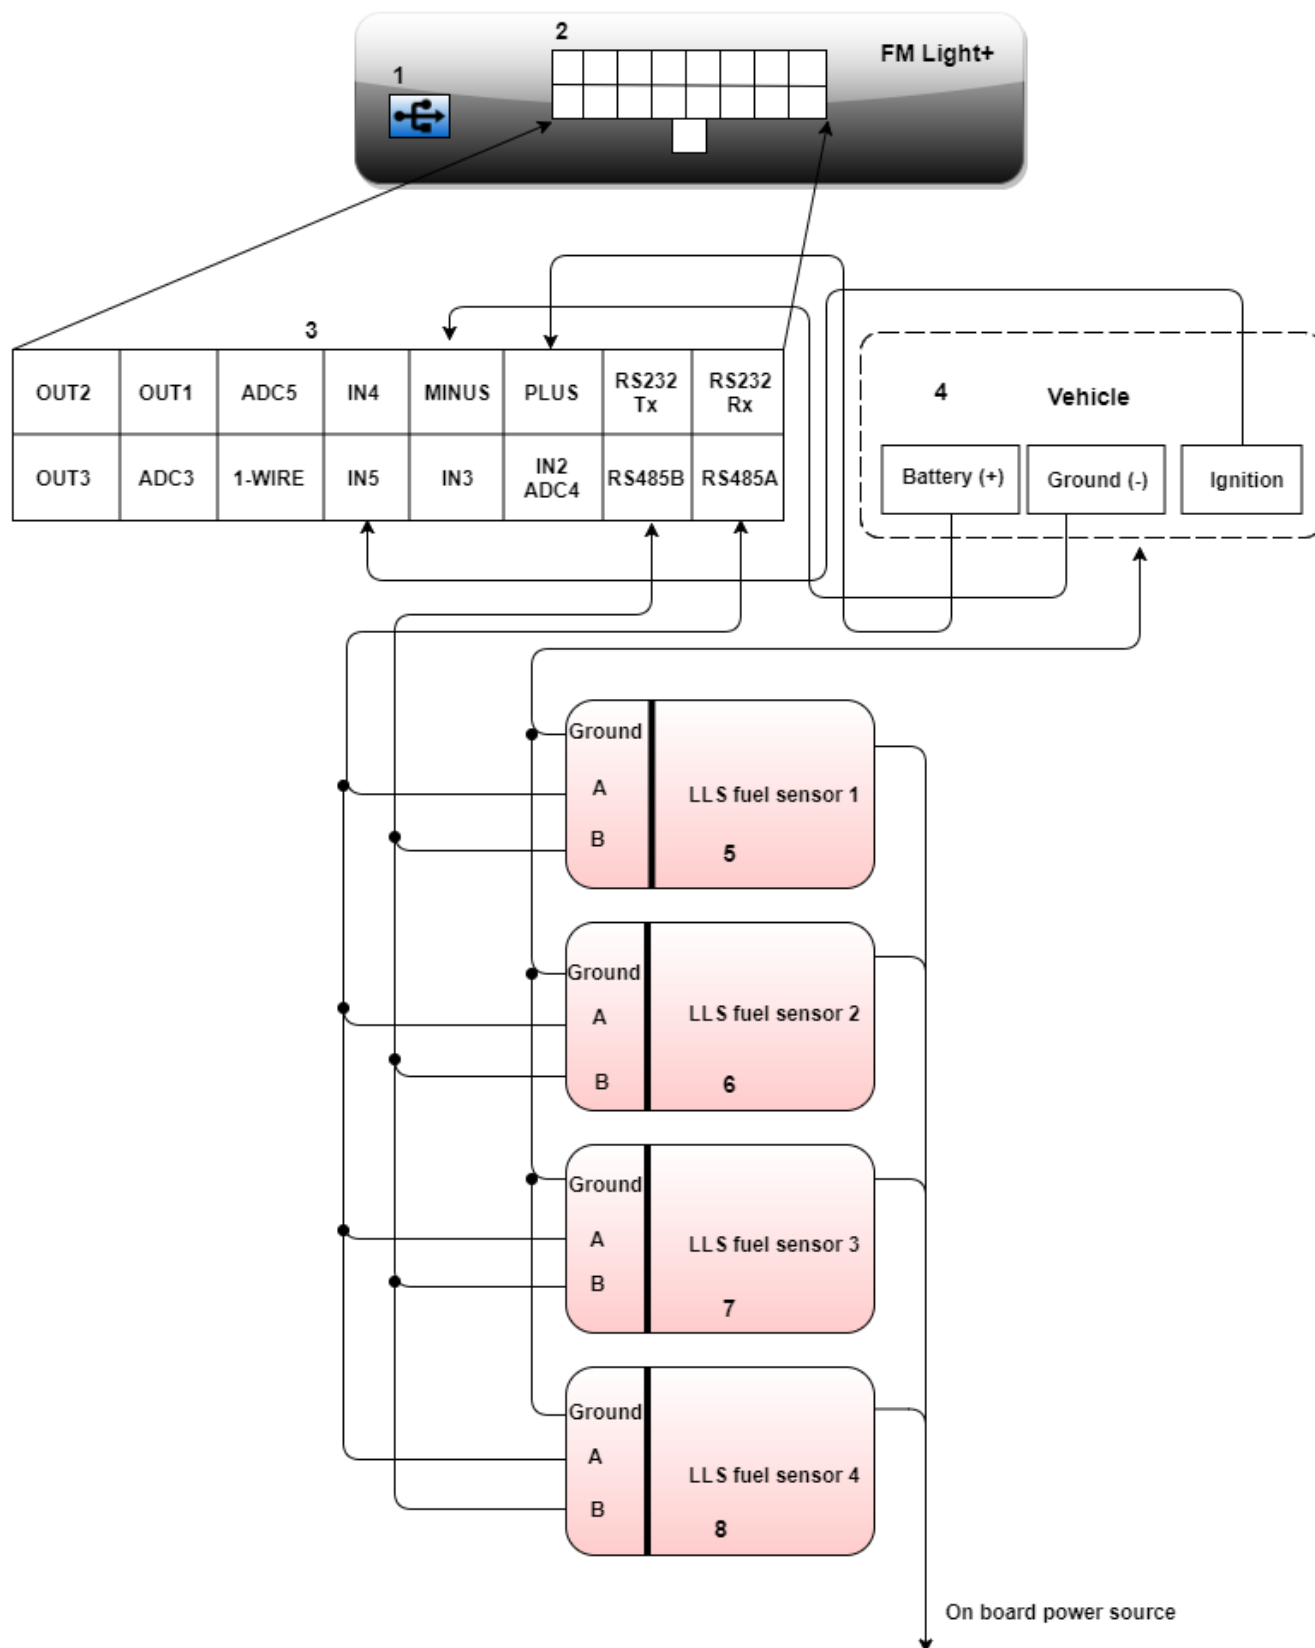 2
FM Light+
1
3
OUT2
OUT1
ADC5
IN4
MINUS
PLUS
RS232
Tx
RS232
Rx
OUT3
ADC3
1-WIRE
IN5
IN3
IN2
ADC4
RS485B
RS485A
4
Vehicle
Battery (+)
Ground (-)
Ignition
Ground
A
B
LLS fuel sensor 1
5
Ground
A
B
LLS fuel sensor 2
6
Ground
A
B
LLS fuel sensor 3
7
Ground
A
B
LLS fuel sensor 4
8
On board power source